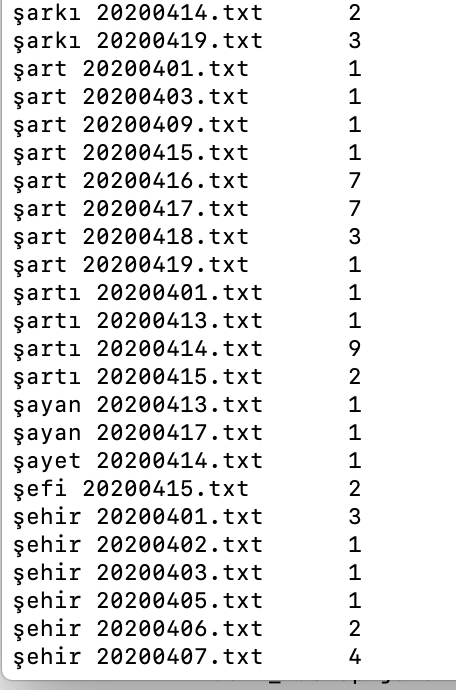 şarkı 20200414.txt 2
şarkı 20200419.txt 3
şart 20200401.txt 1
şart 20200403.txt 1
şart 20200409.txt 1
şart 20200415.txt 1
şart 20200416.txt 7
şart 20200417.txt 7
şart 20200418.txt 3
şart 20200419.txt 1
şartı 20200401.txt 1
şartı 20200413.txt 1
şartı 20200414.txt 9
şartı 20200415.txt 2
şayan 20200413.txt 1
şayan 20200417.txt 1
şayet 20200414.txt 1
şefi 20200415.txt 2
şehir 20200401.txt 3
şehir 20200402.txt 1
şehir 20200403.txt 1
şehir 20200405.txt 1
şehir 20200406.txt 2
şehir 20200407.txt 4